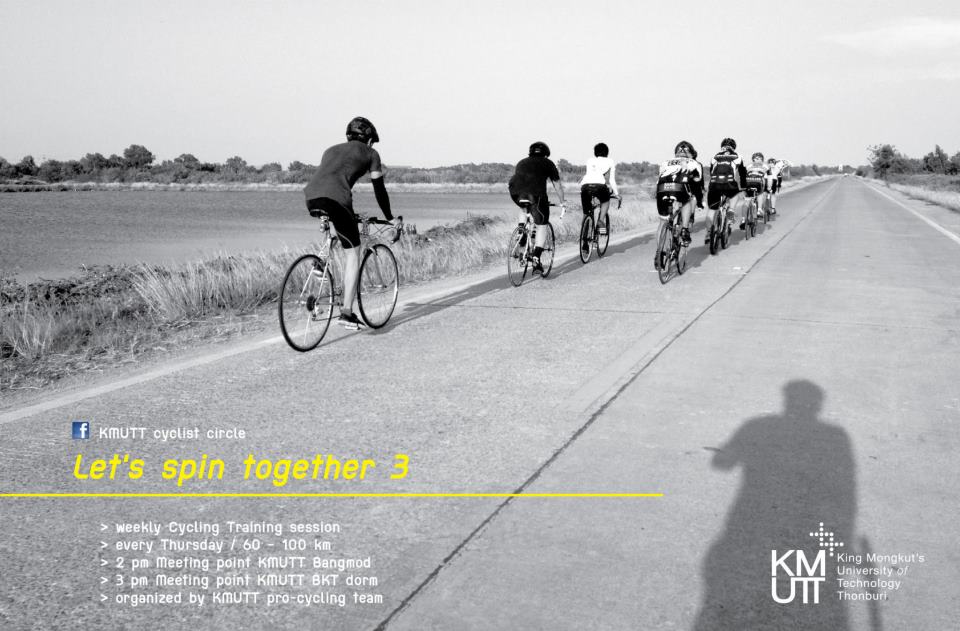 KMUTT cyclist circle
Let's spin together 3
> weekly Cycling Training session
> every Thursday / 60 - 100 km
> 2 pm Meeting point KMUTT Bangmod
> 3 pm Meeting point KMUTT BKT dorm
> organized by KMUTT pro-cycling team
KM
UTT
King Mongkut's
University of
Technology
Thonburi